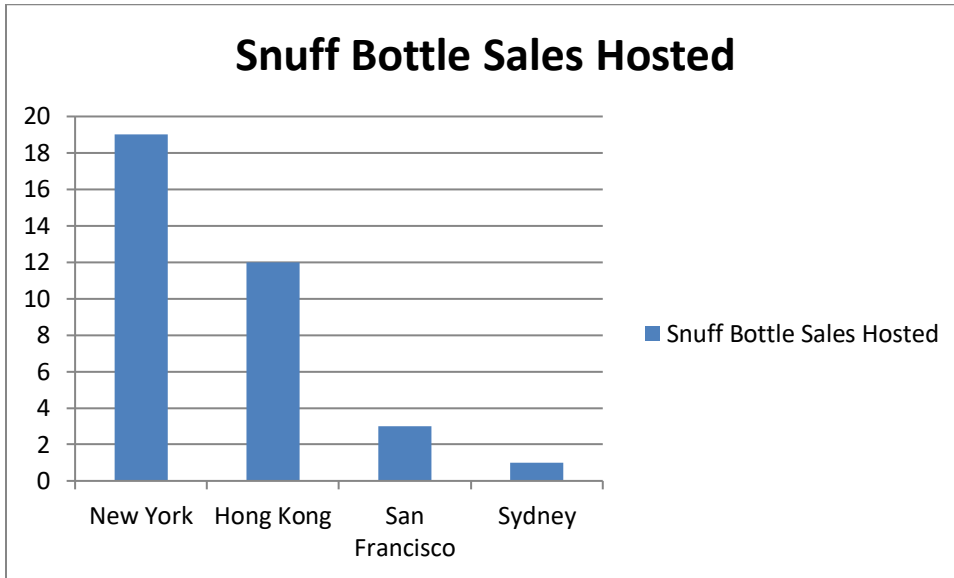 Snuff Bottle Sales Hosted
20
18
16
14
12
10
8
6
4
2
0
New York
Hong Kong
San
Francisco
Sydney
Snuff Bottle Sales Hosted